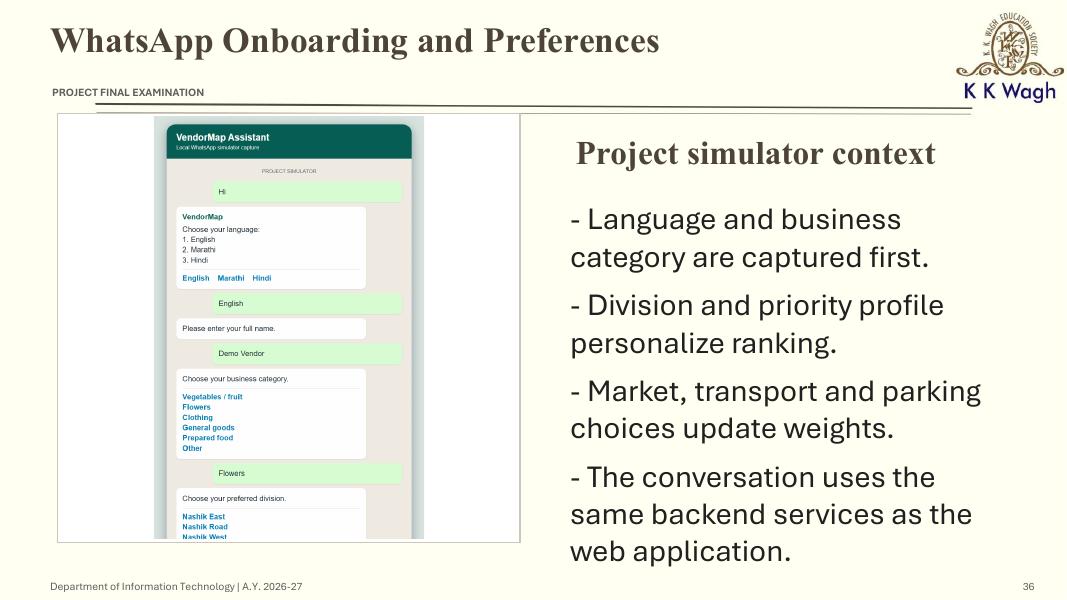 WhatsApp Onboarding and Preferences
K. K. WAGH EDUCATION SOCIETY
K K Wagh
PROJECT FINAL EXAMINATION
VendorMap Assistant
Local WhatsApp simulator capture
PROJECT SIMULATOR
Hi
VendorMap
Choose your language:
1. English
2. Marathi
3. Hindi
English Marathi Hindi
English
Please enter your full name.
Demo Vendor
Choose your business category.
Vegetables / fruit
Flowers
Clothing
General goods
Prepared food
Other
Flowers
Choose your preferred division.
Nashik East
Nashik Road
Nashik West
Project simulator context
- Language and business
category are captured first.
- Division and priority profile
personalize ranking.
- Market, transport and parking
choices update weights.
- The conversation uses the
same backend services as the
web application.
Department of Information Technology | A.Y. 2026-27
36